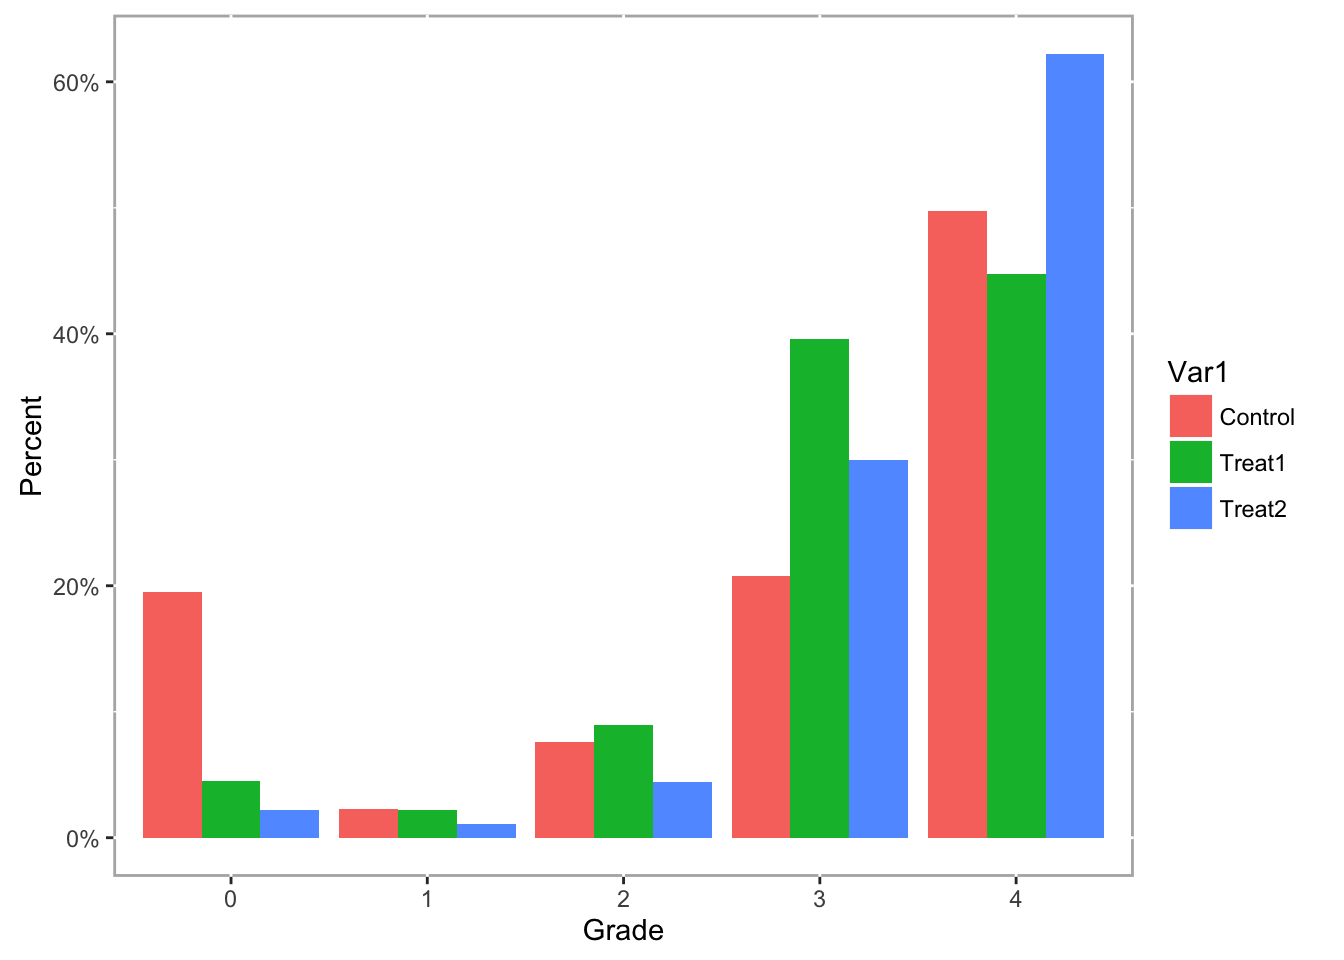 60%
40%
20%
0%
Percent
0 1 2 3 4
Grade
Var1
Control
Treat1
Treat2